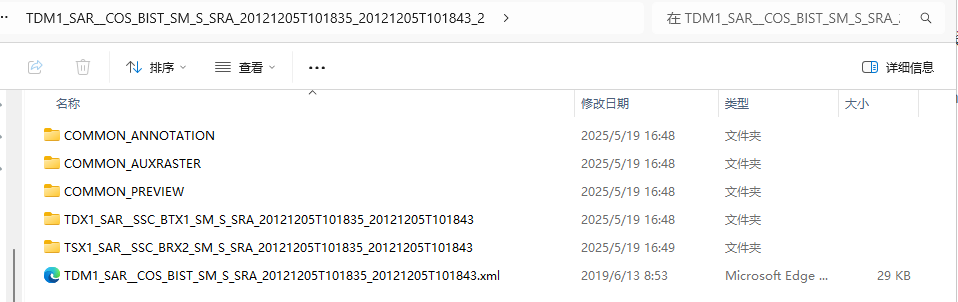 TDM1_SAR__COS_BIST_SM_S_SRA_20121205T101835_20121205T101843_2
在 TDM1_SAR__COS_BIST_SM_S_SRA_2
排序 查看 详细信息
名称 修改日期 类型 大小
COMMON_ANNOTATION 2025/5/19 16:48 文件夹
COMMON_AUXRASTER 2025/5/19 16:48 文件夹
COMMON_PREVIEW 2025/5/19 16:48 文件夹
TDX1_SAR__SSC_BTX1_SM_S_SRA_20121205T101835_20121205T101843 2025/5/19 16:48 文件夹
TSX1_SAR__SSC_BRX2_SM_S_SRA_20121205T101835_20121205T101843 2025/5/19 16:49 文件夹
TDM1_SAR__COS_BIST_SM_S_SRA_20121205T101835_20121205T101843.xml 2019/6/13 8:53 Microsoft Edge ... 29 KB